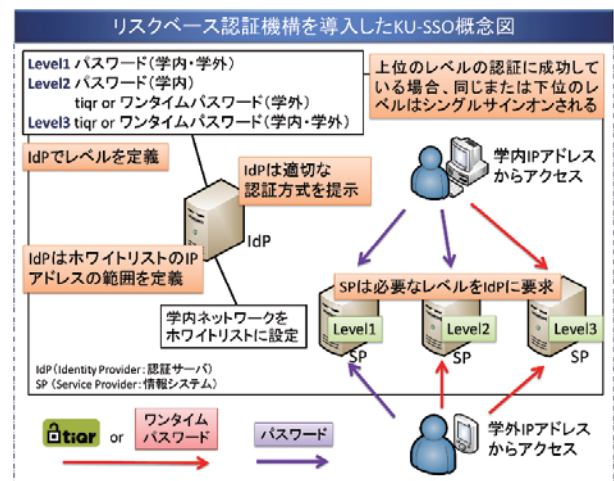 リスクベース認証機構を導入したKU-SSO概念図
Level1 パスワード(学内・学外)
Level2 パスワード(学内)
tiqr or ワンタイムパスワード(学外)
Level3 tiqr or ワンタイムパスワード(学内・学外)
上位のレベルの認証に成功して
いる場合、同じまたは下位のレ
ベルはシングルサインオンされる
IdPでレベルを定義
IdPは適切な
認証方式を提示
IdP
学内IPアドレス
からアクセス
IdPはホワイトリストのIP
アドレスの範囲を定義
SPは必要なレベルをIdPに要求
学内ネットワークを
ホワイトリストに設定
Level1
SP
Level2
SP
Level3
SP
IdP(Identity Provider:認証サーバ)
SP(Service Provider:情報システム)
tiqr or ワンタイム
パスワード
パスワード
学外IPアドレス
からアクセス